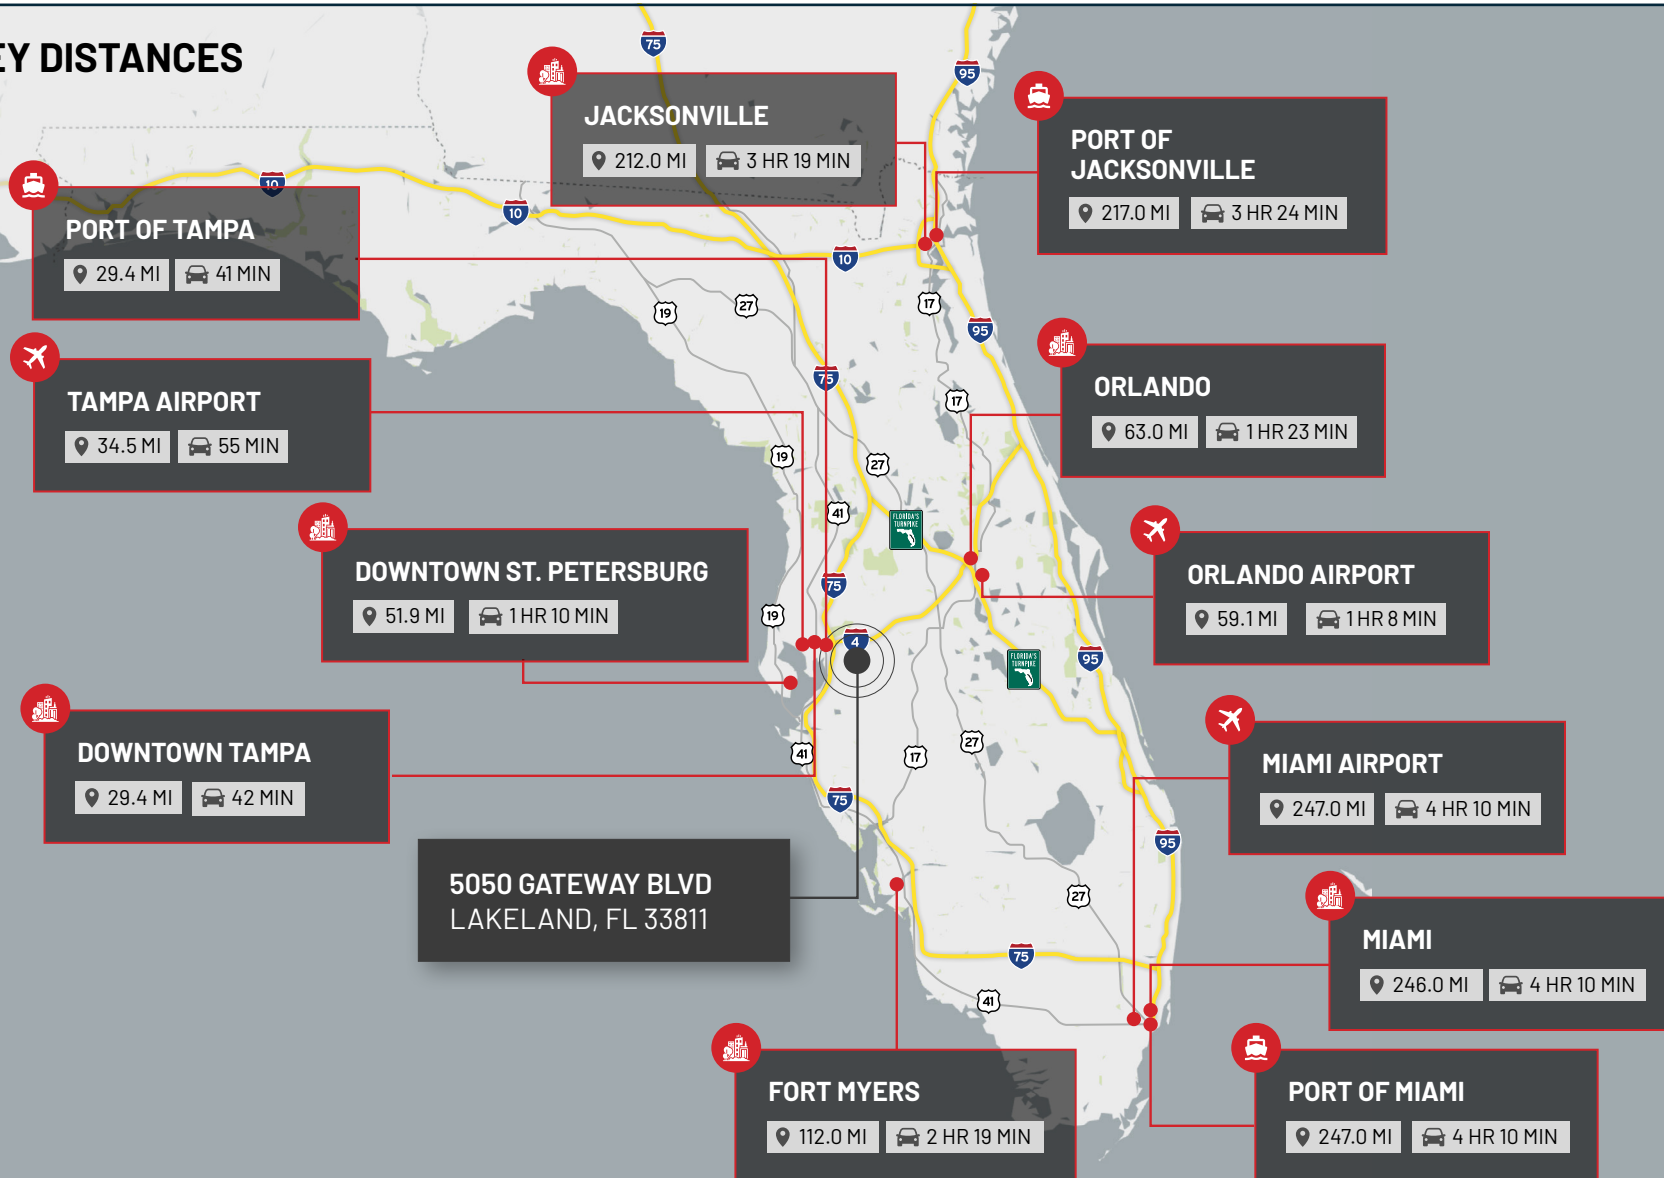 EY DISTANCES
JACKSONVILLE
212.0 MI
3 HR 19 MIN
PORT OF
JACKSONVILLE
217.0 MI
3 HR 24 MIN
PORT OF TAMPA
29.4 MI
41 MIN
TAMPA AIRPORT
34.5 MI
55 MIN
ORLANDO
63.0 MI
1 HR 23 MIN
DOWNTOWN ST. PETERSBURG
51.9 MI
1 HR 10 MIN
ORLANDO AIRPORT
59.1 MI
1 HR 8 MIN
DOWNTOWN TAMPA
29.4 MI
42 MIN
MIAMI AIRPORT
247.0 MI
4 HR 10 MIN
5050 GATEWAY BLVD
LAKELAND, FL 33811
MIAMI
246.0 MI
4 HR 10 MIN
FORT MYERS
112.0 MI
2 HR 19 MIN
PORT OF MIAMI
247.0 MI
4 HR 10 MIN
75
95
10
10
10
19
27
17
95
75
17
19
27
41
FLORIDA'S
TURNPIKE
75
19
4
FLORIDA'S
TURNPIKE
95
41
17
27
75
95
27
75
41